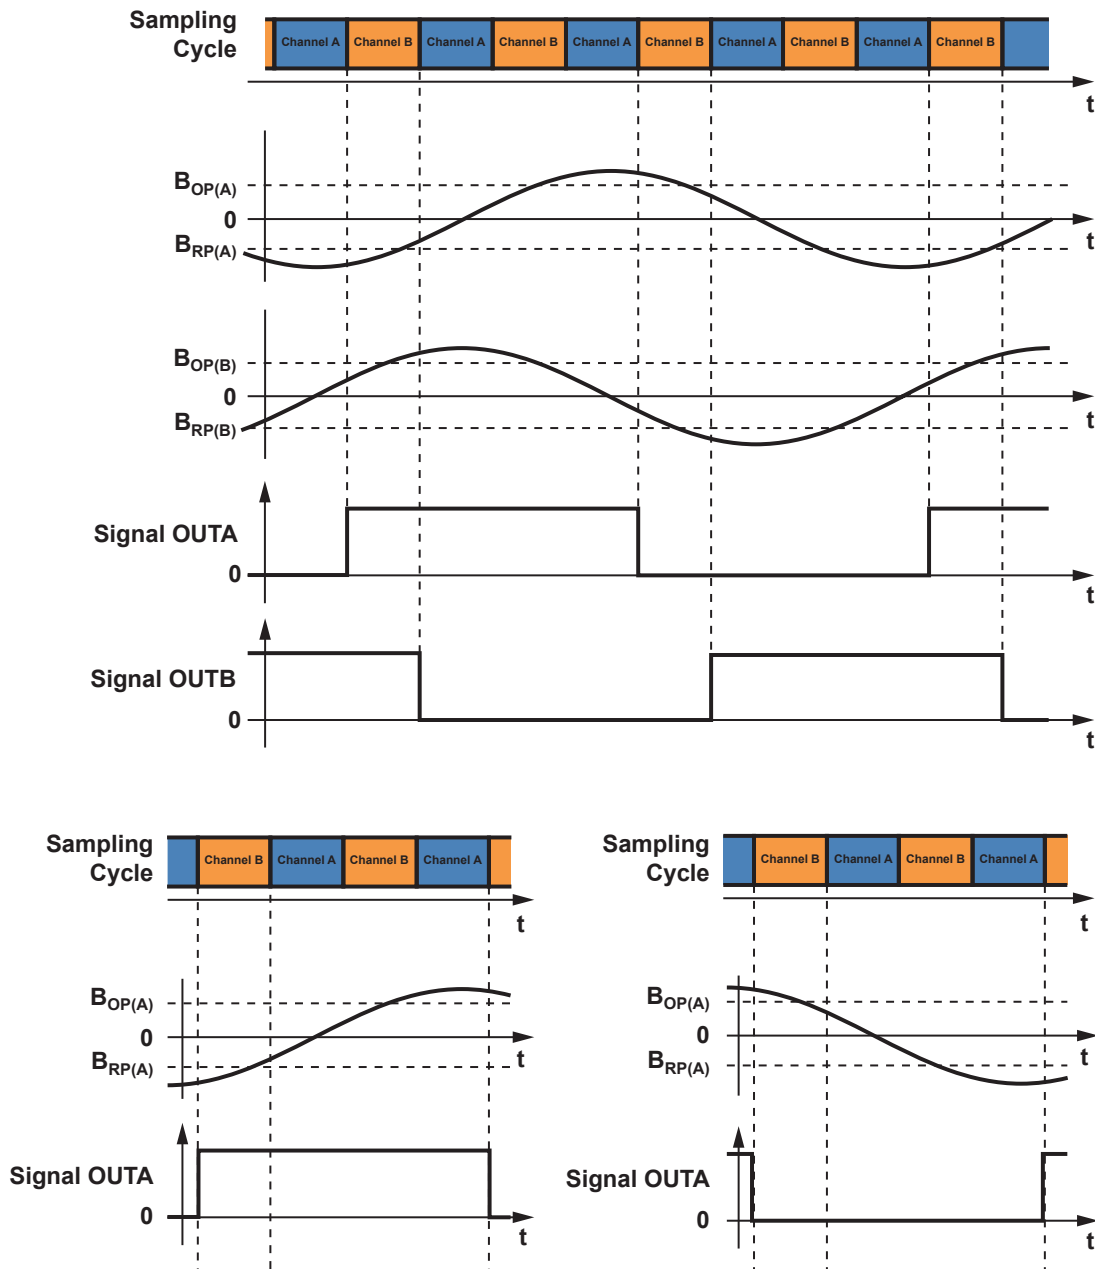 Sampling
Cycle
Channel A Channel B Channel A Channel B Channel A Channel B Channel A Channel B Channel A Channel B
t
BOP(A)
0
BRP(A)
t
BOP(B)
0
BRP(B)
t
Signal OUTA
0
t
Signal OUTB
0
t
Sampling
Cycle
Channel B Channel A Channel B Channel A
t
BOP(A)
0
BRP(A)
t
Signal OUTA
0
t
Sampling
Cycle
Channel B Channel A Channel B Channel A
t
BOP(A)
0
BRP(A)
t
Signal OUTA
0
t